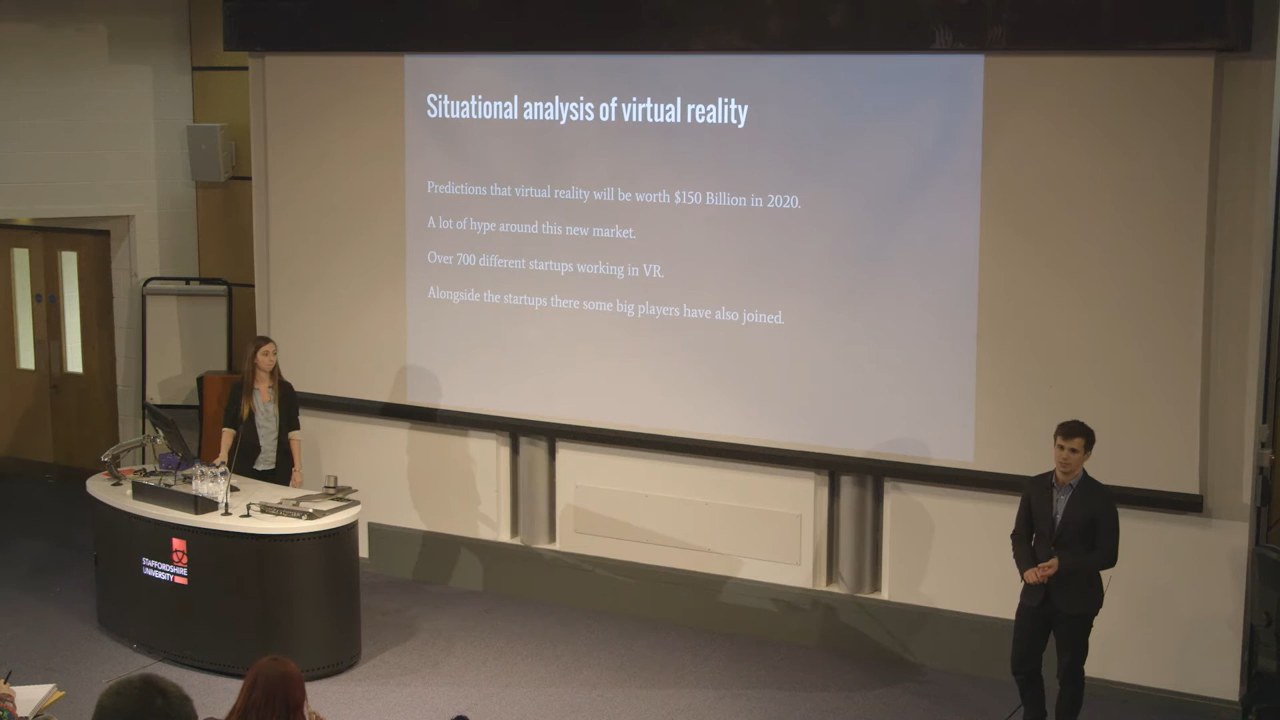 Situational analysis of virtual reality
Predictions that virtual reality will be worth $150 Billion in 2020.
A lot of hype around this new market.
Over 700 different startups working in VR.
Alongside the startups there some big players have also joined.
STAFFORDSHIRE
UNIVERSITY